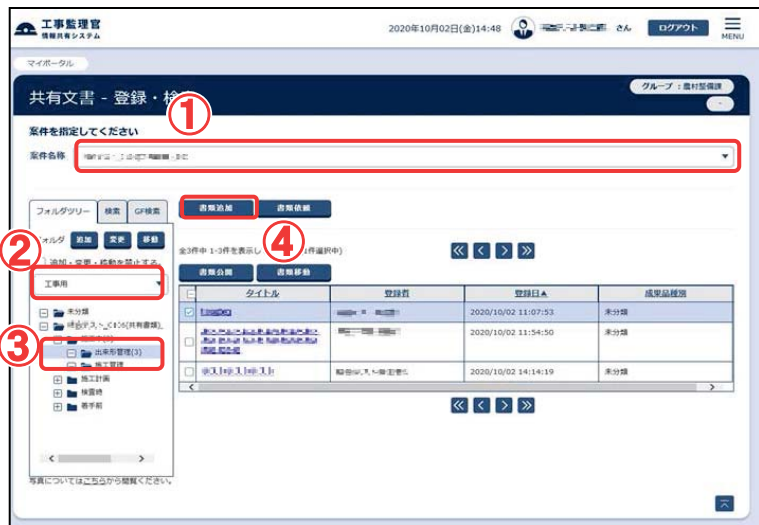 工事監理官
情報共有システム
2020年10月02日(金)14:48
さん
ログアウト
MENU
マイポータル
共有文書 - 登録・検
グループ：農村整備課
-
①
案件を指定してください
案件名称
フォルダツリー
検索
GF検索
書類追加
書類依頼
②
ォルダ
追加
変更
移動
④
全3件中 1-3件を表示し
1件選択中)
追加・変更・移動を禁止する
書類公開
書類移動
工事用
タイトル
登録者
登録日▲
成果品種別
2020/10/02 11:07:53
未分類
2020/10/02 11:54:50
未分類
2020/10/02 14:14:19
未分類
未分類
(共有書類)_
③
出来形管理(3)
施工管理
施工計画
検査時
着手前
写真についてはこちらから閲覧ください。